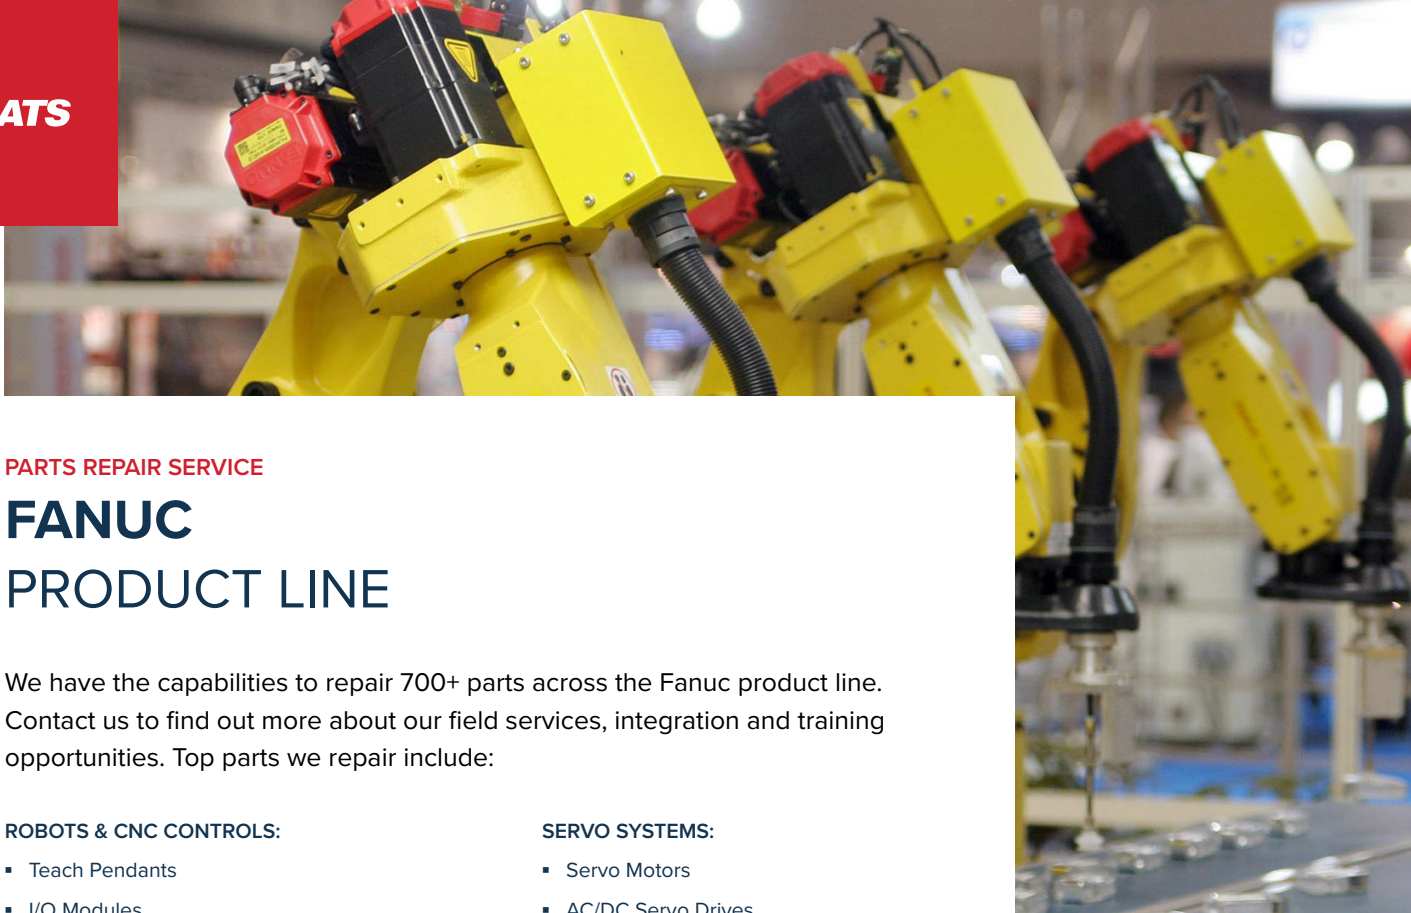 ATS
PARTS REPAIR SERVICE
FANUC
PRODUCT LINE
We have the capabilities to repair 700+ parts across the Fanuc product line.
Contact us to find out more about our field services, integration and training
opportunities. Top parts we repair include:
ROBOTS & CNC CONTROLS:
▪ Teach Pendants
▪ I/O Modules
SERVO SYSTEMS:
▪ Servo Motors
▪ AC/DC Servo Drives